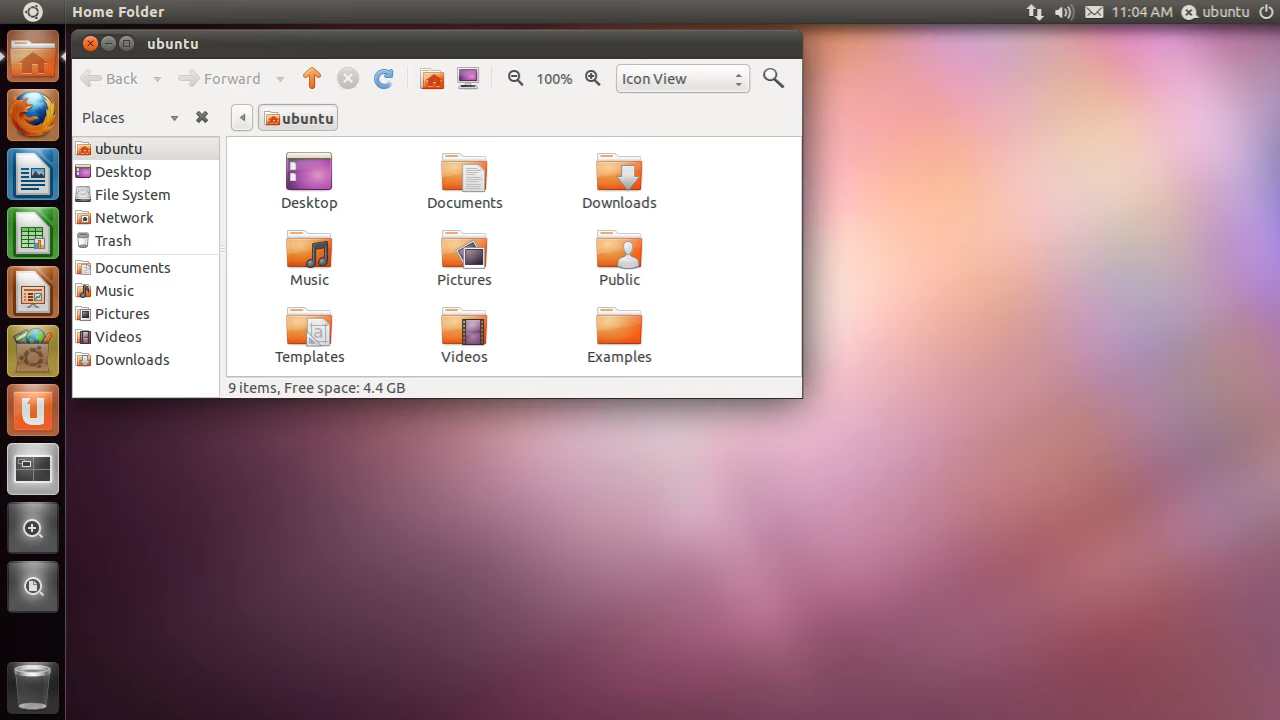 Home Folder
11:04 AM
ubuntu
ubuntu
Back
Forward
100%
Icon View
Places
ubuntu
ubuntu
Desktop
File System
Network
Trash
Documents
Music
Pictures
Videos
Downloads
Desktop
Documents
Downloads
Music
Pictures
Public
Templates
Videos
Examples
9 items, Free space: 4.4 GB